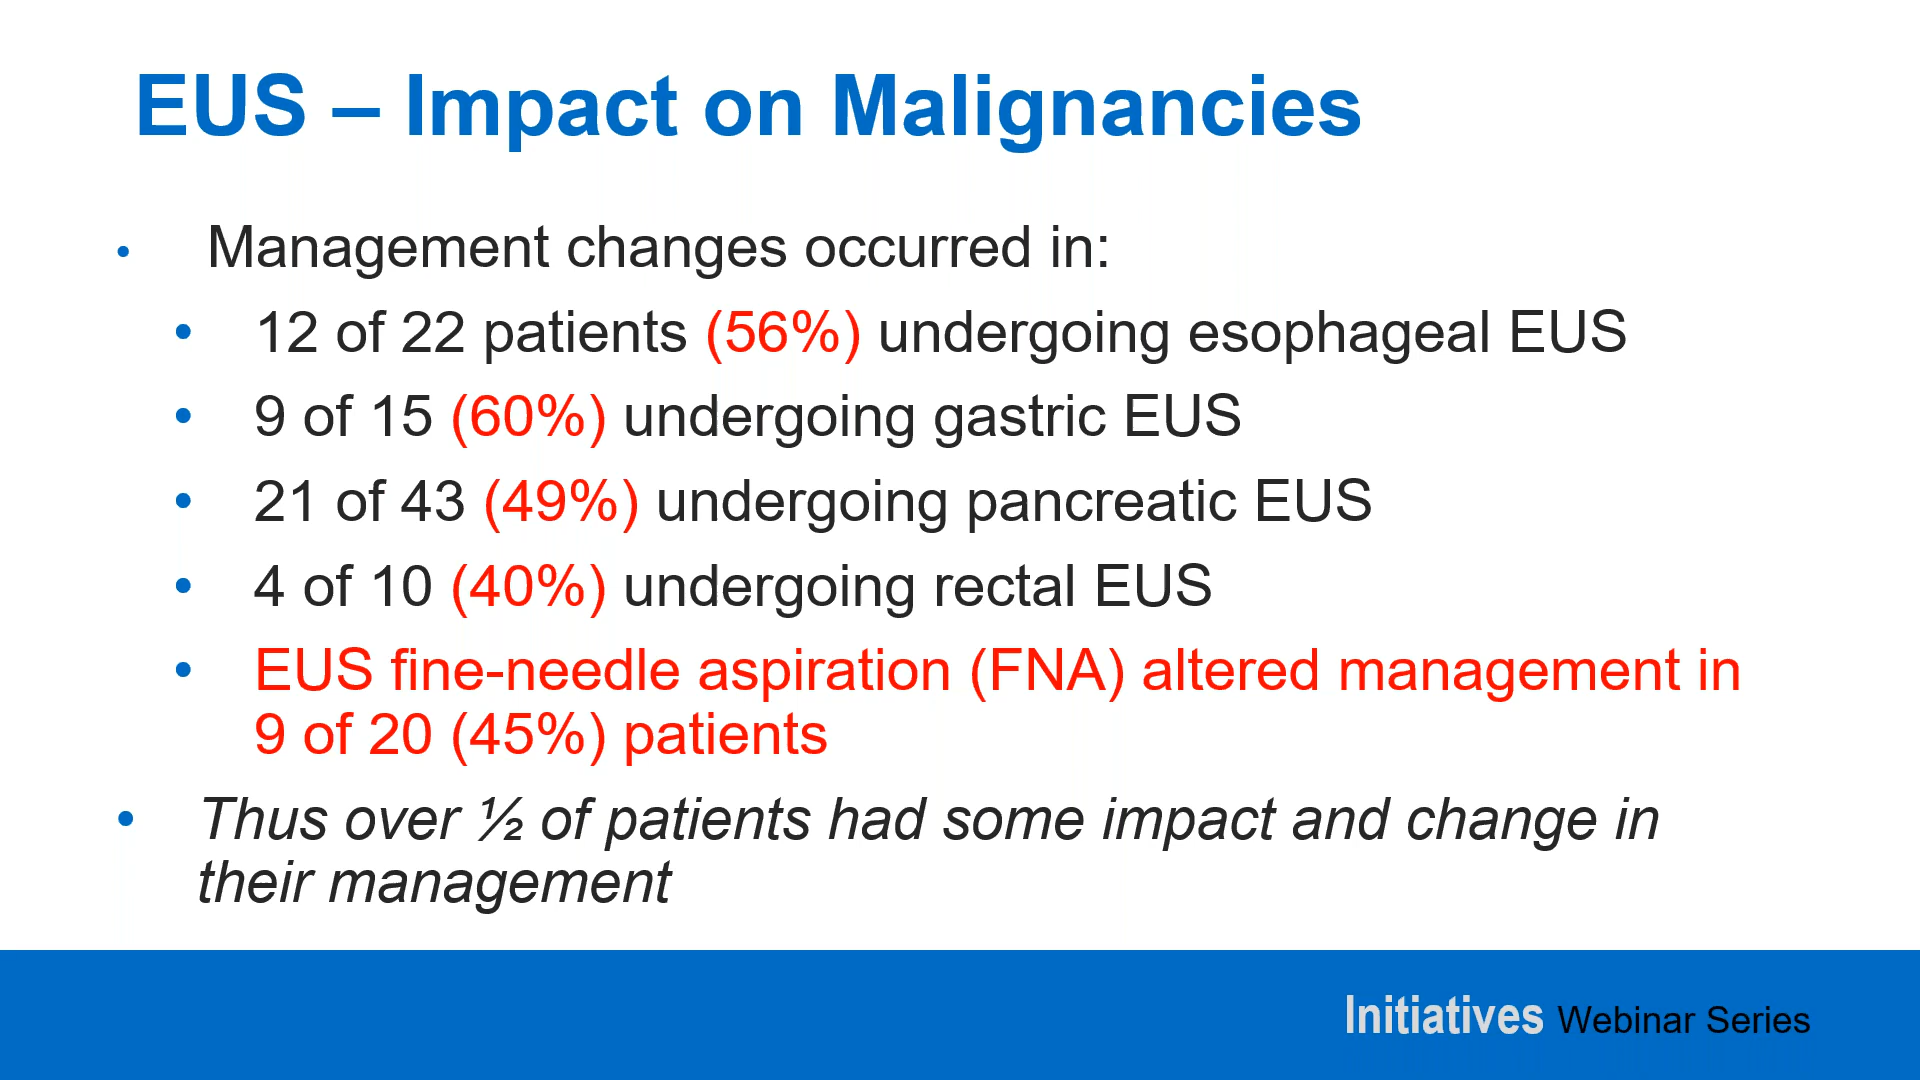 EUS – Impact on Malignancies
• Management changes occurred in:
• 12 of 22 patients (56%) undergoing esophageal EUS
• 9 of 15 (60%) undergoing gastric EUS
• 21 of 43 (49%) undergoing pancreatic EUS
• 4 of 10 (40%) undergoing rectal EUS
• EUS fine-needle aspiration (FNA) altered management in
9 of 20 (45%) patients
• Thus over ½ of patients had some impact and change in
their management
Initiatives Webinar Series